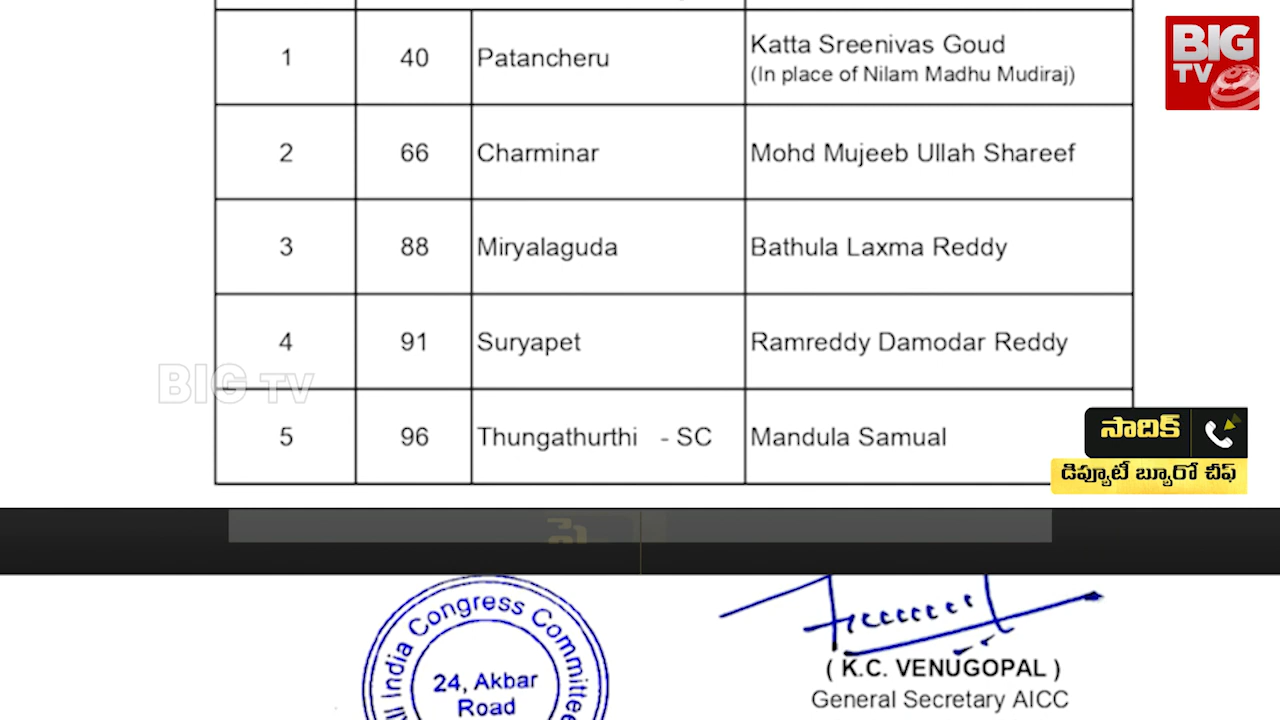 1 40 Patancheru Katta Sreenivas Goud
(In place of Nilam Madhu Mudiraj)
BIG
TV
2 66 Charminar Mohd Mujeeb Ullah Shareef
3 88 Miryalaguda Bathula Laxma Reddy
4 91 Suryapet Ramreddy Damodar Reddy
BIG TV
5 96 Thungathurthi - SC Mandula Samual
సాదిక్
డిప్యూటీ బ్యూరో చీఫ్
India Congress Committee
24, Akbar
Road
( K.C. VENUGOPAL )
General Secretary AICC